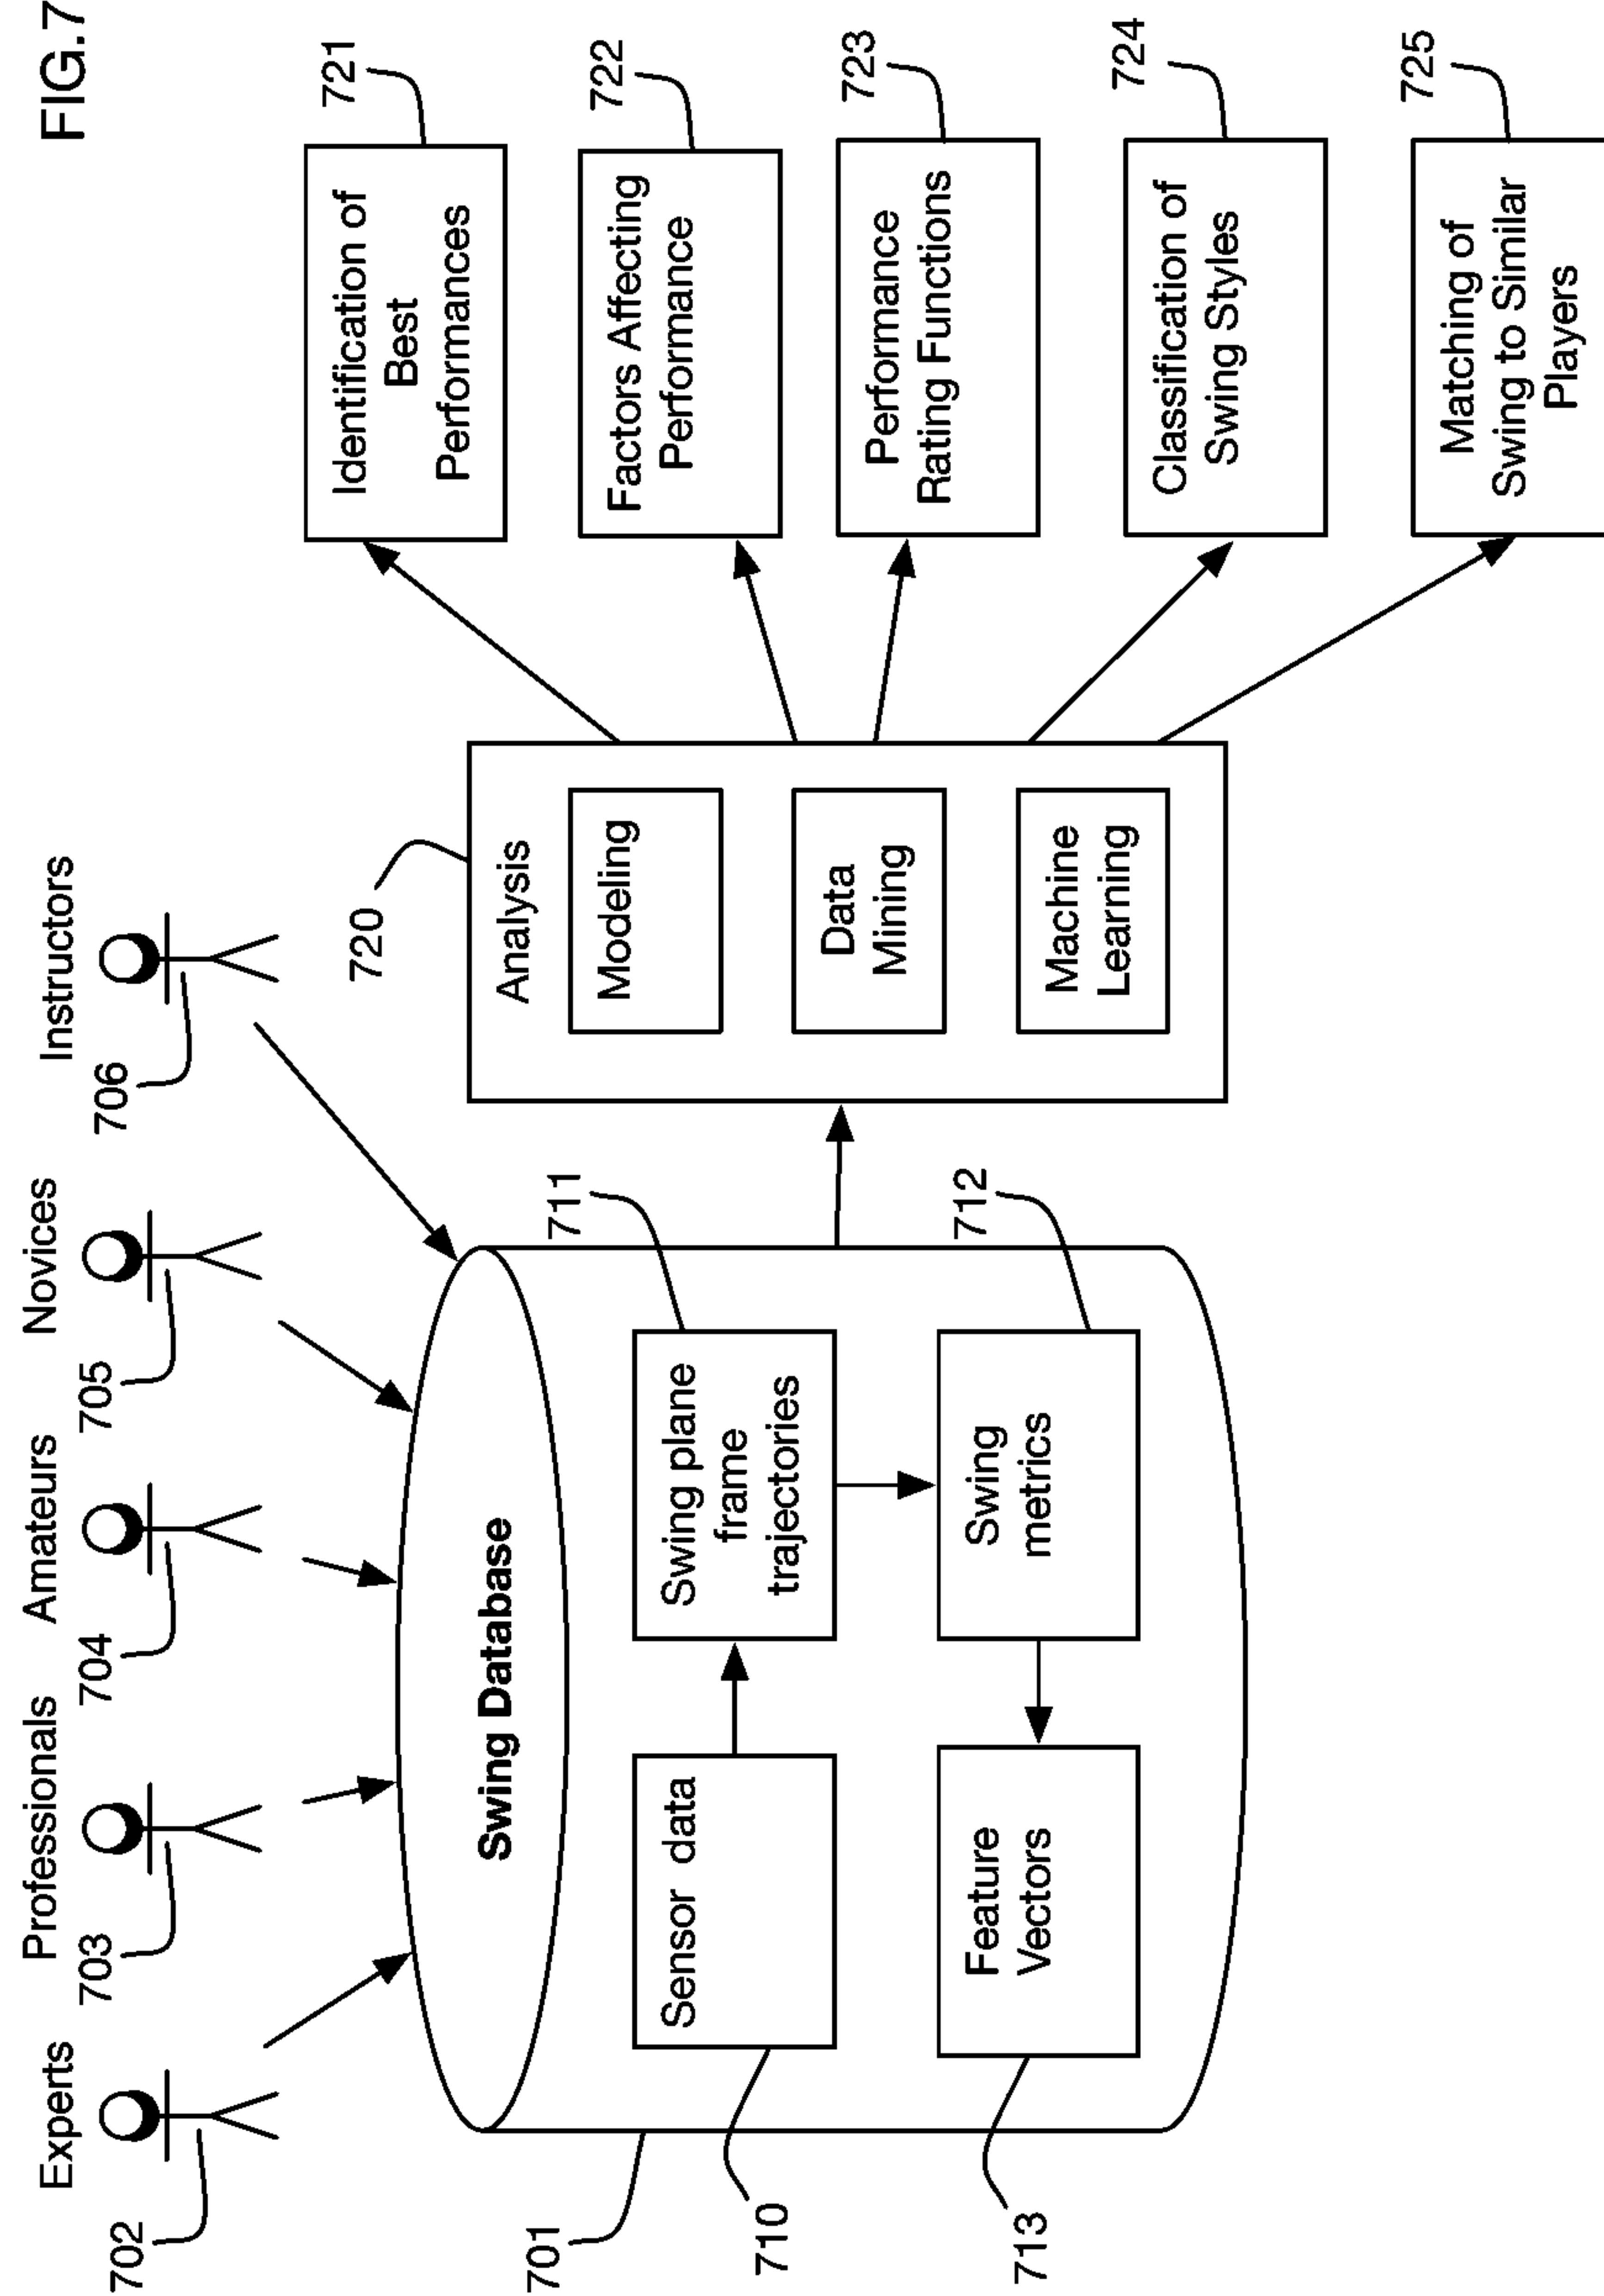 FIG.7
Experts
Professionals
Amateurs
Novices
Instructors
702
703
704
705
706
701
Swing Database
710
Sensor data
711
Swing plane
frame
trajectories
712
Swing
metrics
713
Feature
Vectors
720
Analysis
Modeling
Data
Mining
Machine
Learning
721
Identification of
Best
Performances
722
Factors Affecting
Performance
723
Performance
Rating Functions
724
Classification of
Swing Styles
725
Matching of
Swing to Similar
Players